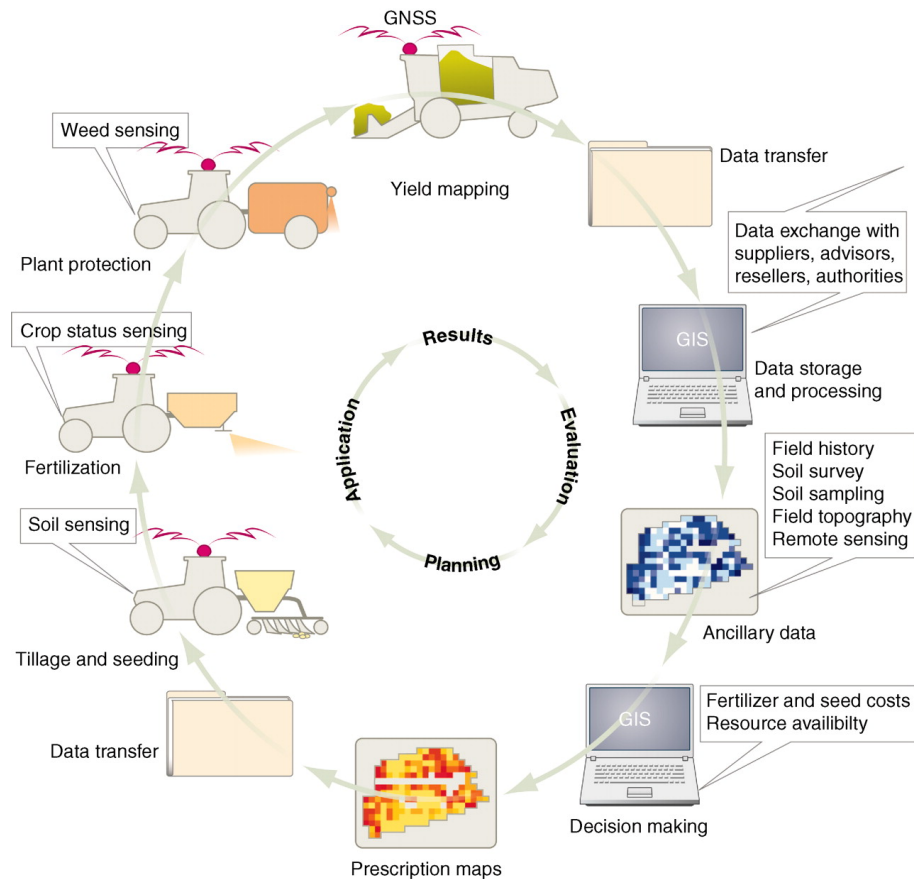 GNSS
Yield mapping
Data transfer
Data exchange with
suppliers, advisors,
resellers, authorities
GIS
Data storage
and processing
Field history
Soil survey
Soil sampling
Field topography
Remote sensing
Ancillary data
Fertilizer and seed costs
Resource availibilty
GIS
Decision making
Prescription maps
Data transfer
Soil sensing
Tillage and seeding
Crop status sensing
Fertilization
Weed sensing
Plant protection
Results
Evaluation
Planning
Application